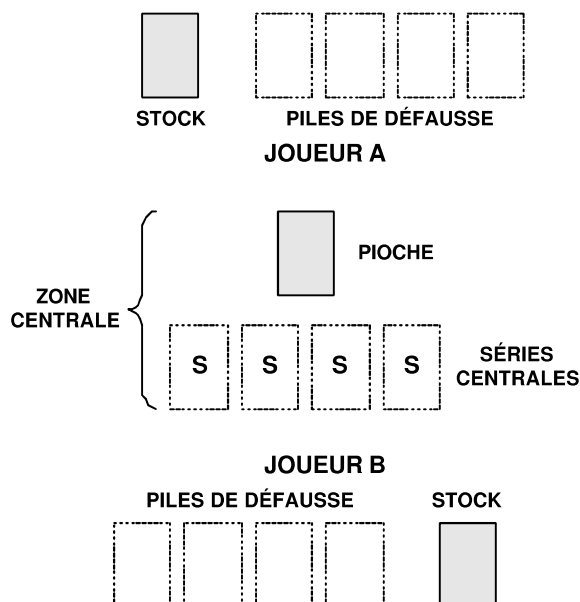 STOCK
PILES DE DÉFAUSSE
JOUEUR A
PIOCHE
ZONE
CENTRALE
S S S S
SÉRIES
CENTRALES
JOUEUR B
PILES DE DÉFAUSSE
STOCK